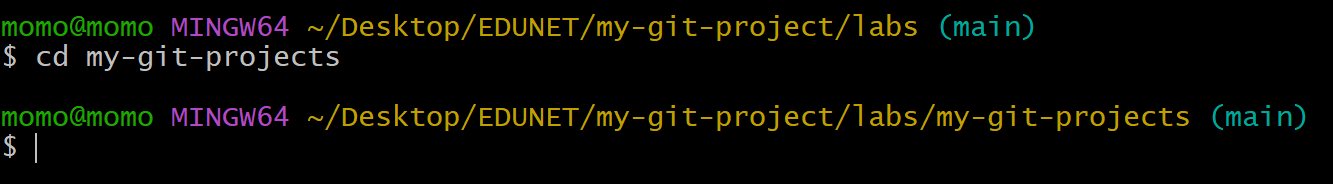 momo@momo MINGW64 ~/Desktop/EDUNET/my-git-project/labs (main)
$ cd my-git-projects
momo@momo MINGW64 ~/Desktop/EDUNET/my-git-project/labs/my-git-projects (main)
$